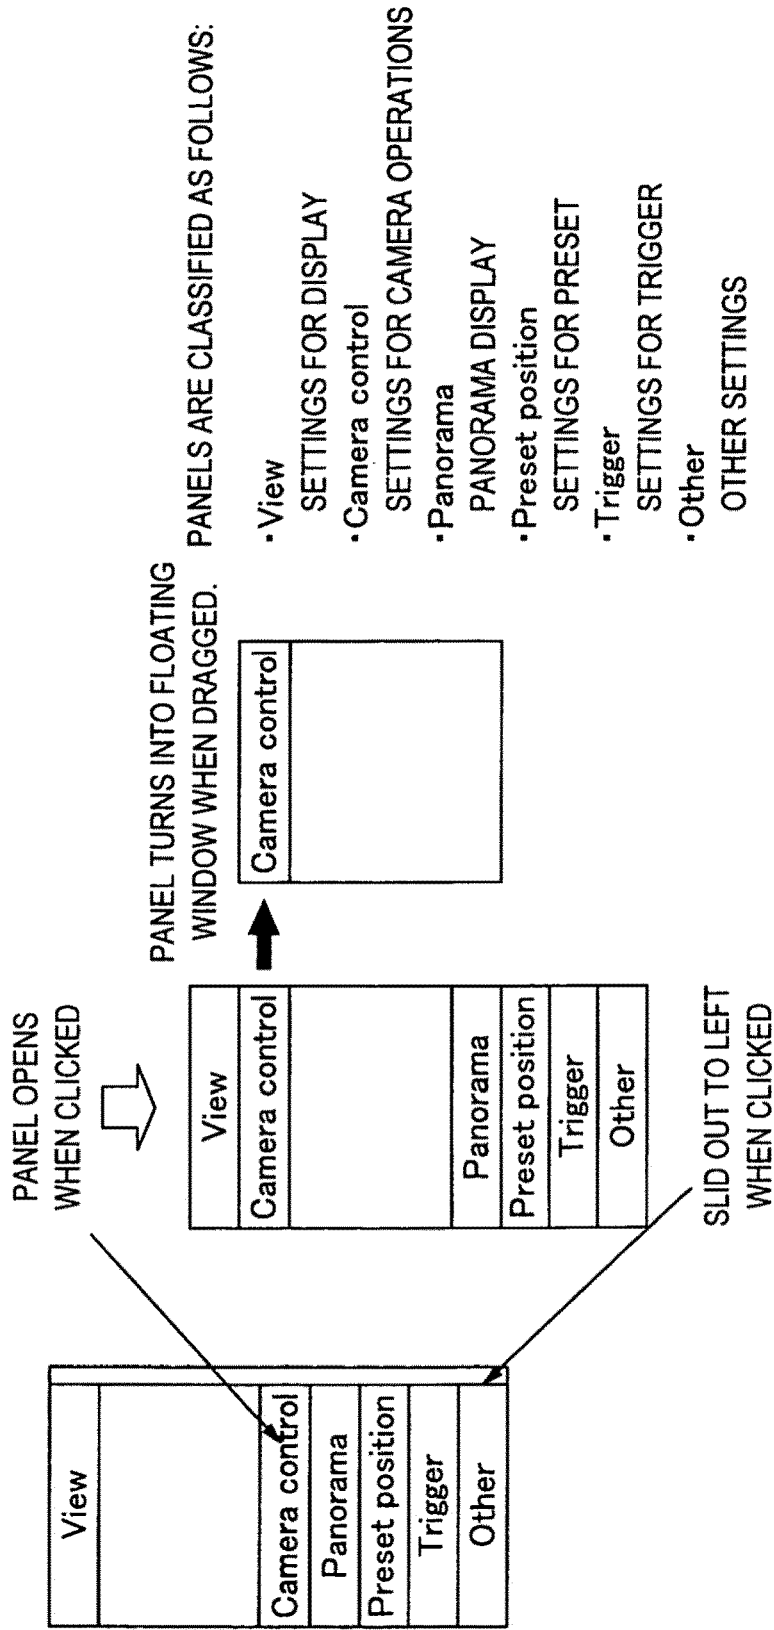 PANEL OPENS
WHEN CLICKED
View
Camera control
Panorama
Preset position
Trigger
Other
View
Camera control
Panorama
Preset position
Trigger
Other
SLID OUT TO LEFT
WHEN CLICKED
PANEL TURNS INTO FLOATING
WINDOW WHEN DRAGGED.
Camera control
PANELS ARE CLASSIFIED AS FOLLOWS:
・View
SETTINGS FOR DISPLAY
・Camera control
SETTINGS FOR CAMERA OPERATIONS
・Panorama
PANORAMA DISPLAY
・Preset position
SETTINGS FOR PRESET
・Trigger
SETTINGS FOR TRIGGER
・Other
OTHER SETTINGS